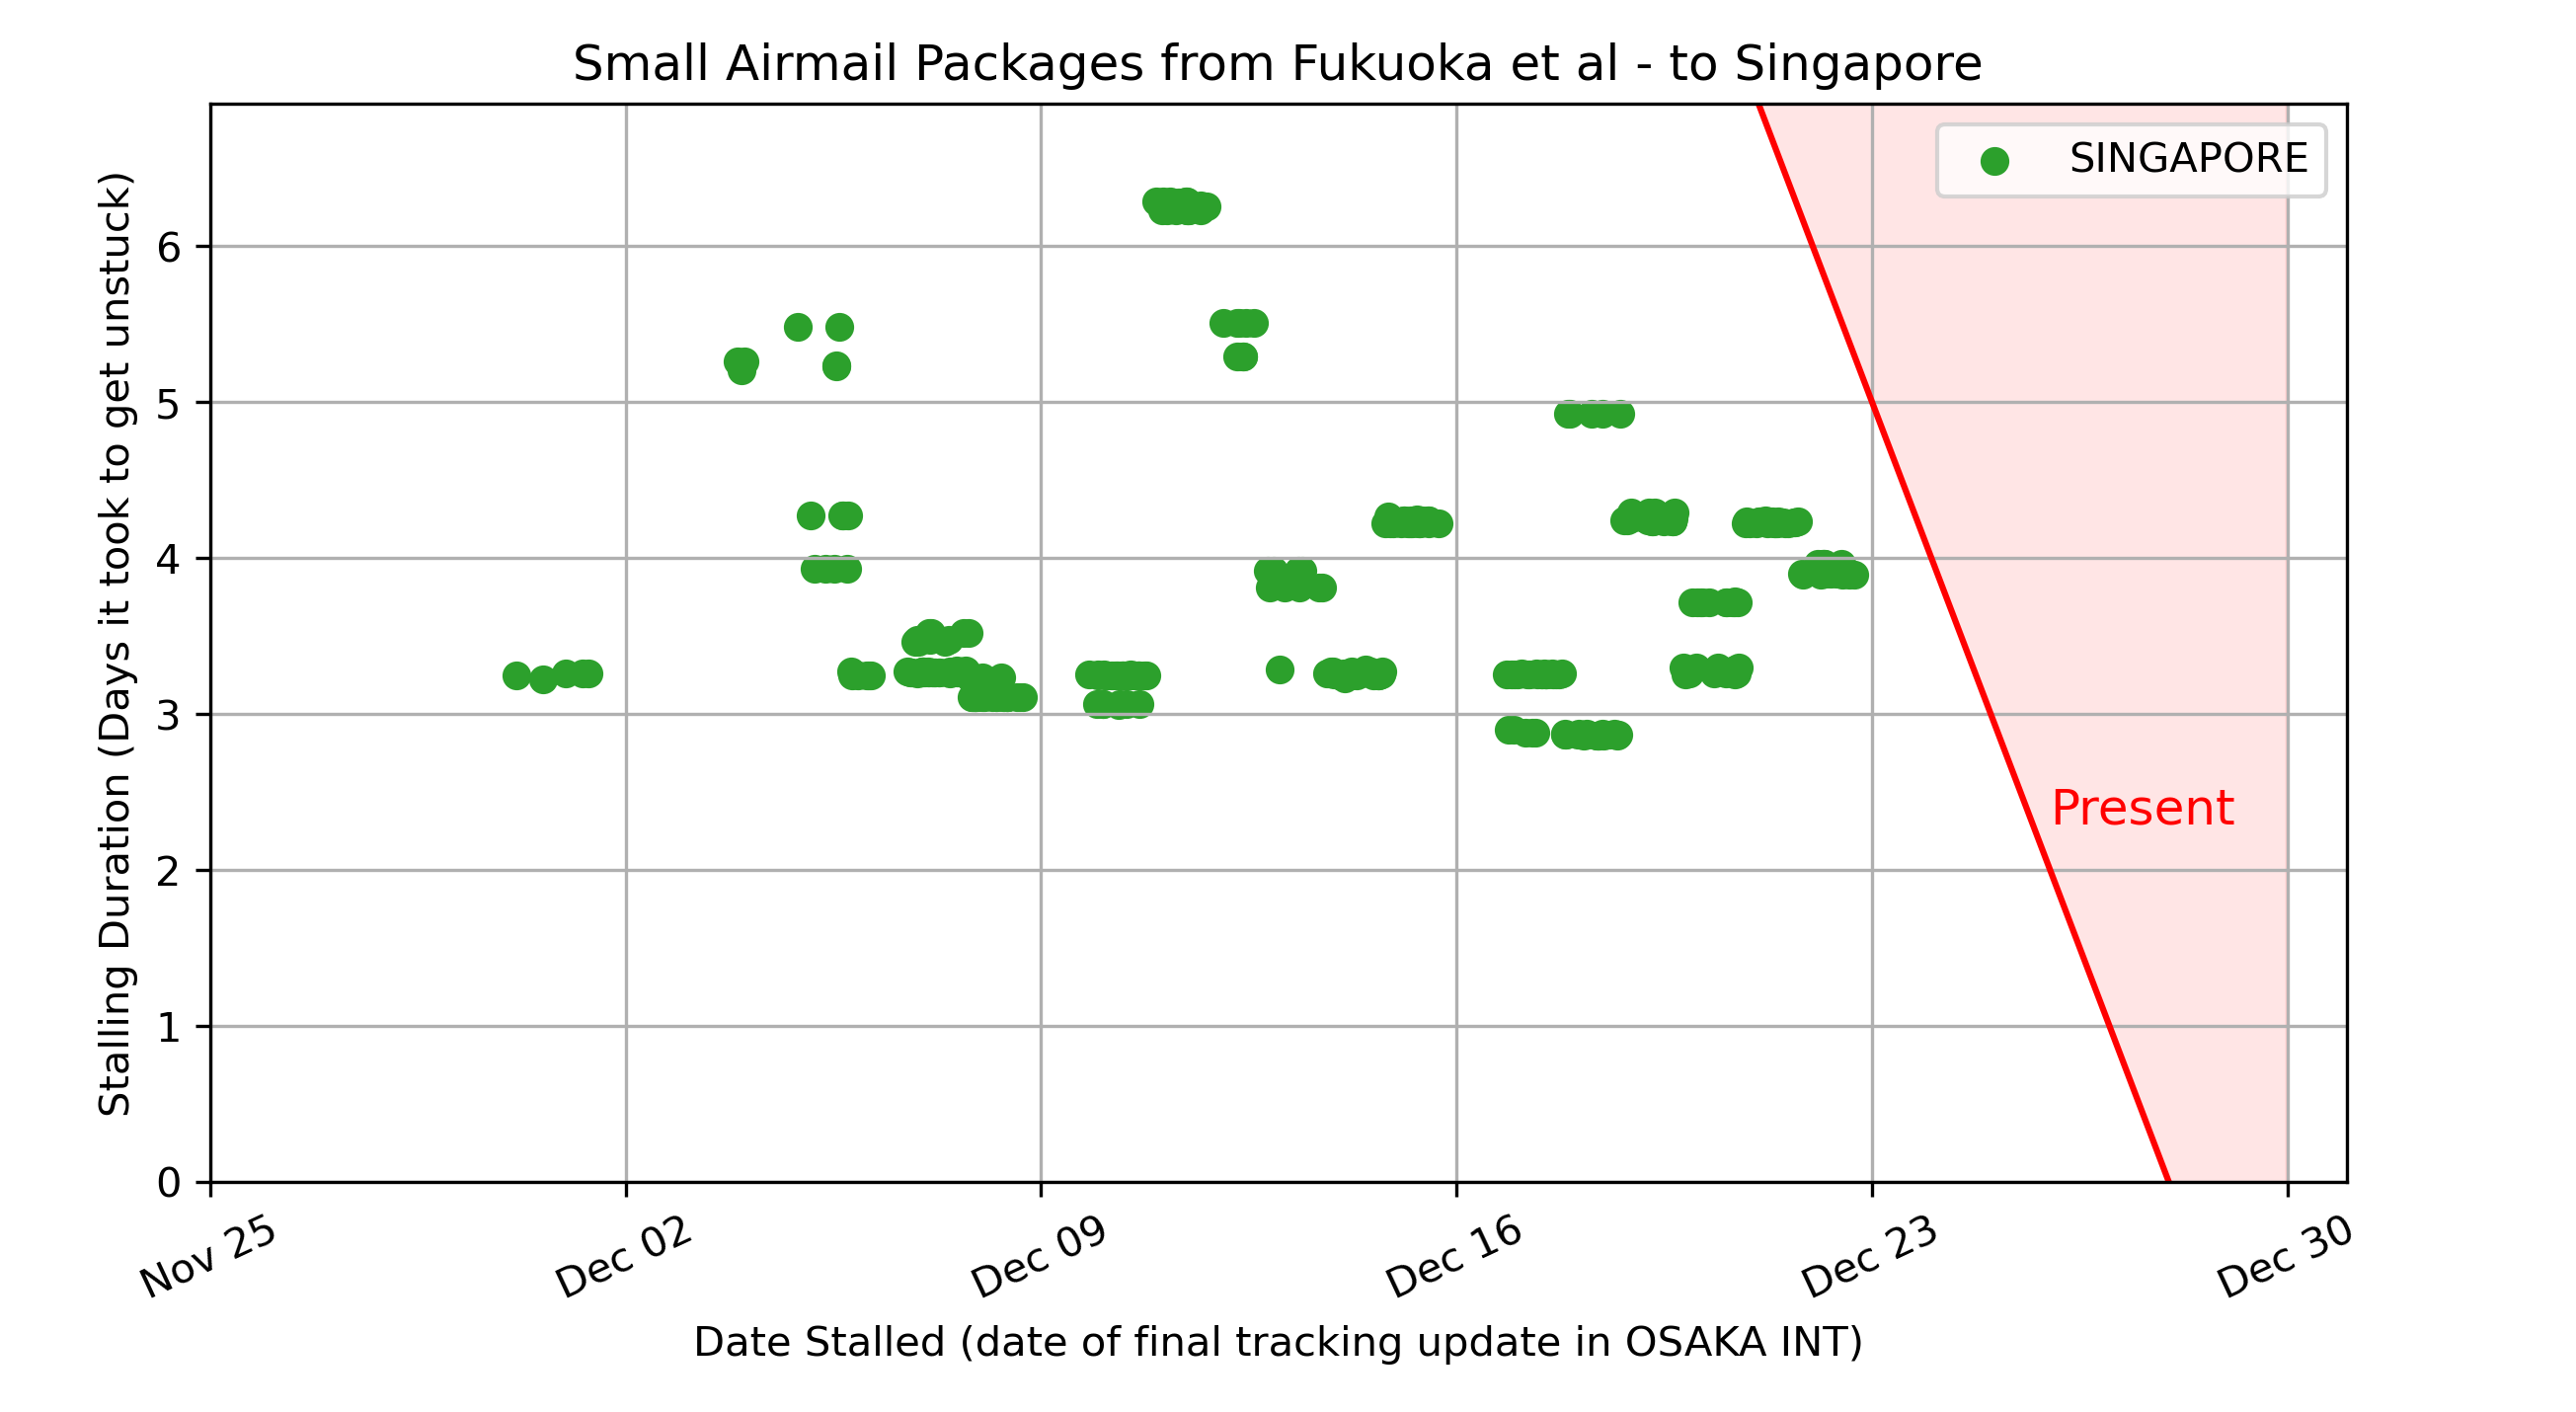 Small Airmail Packages from Fukuoka et al - to Singapore
SINGAPORE
Stalling Duration (Days it took to get unstuck)
6
5
4
3
2
1
0
Present
Nov 25
Dec 02
Dec 09
Dec 16
Dec 23
Dec 30
Date Stalled (date of final tracking update in OSAKA INT)